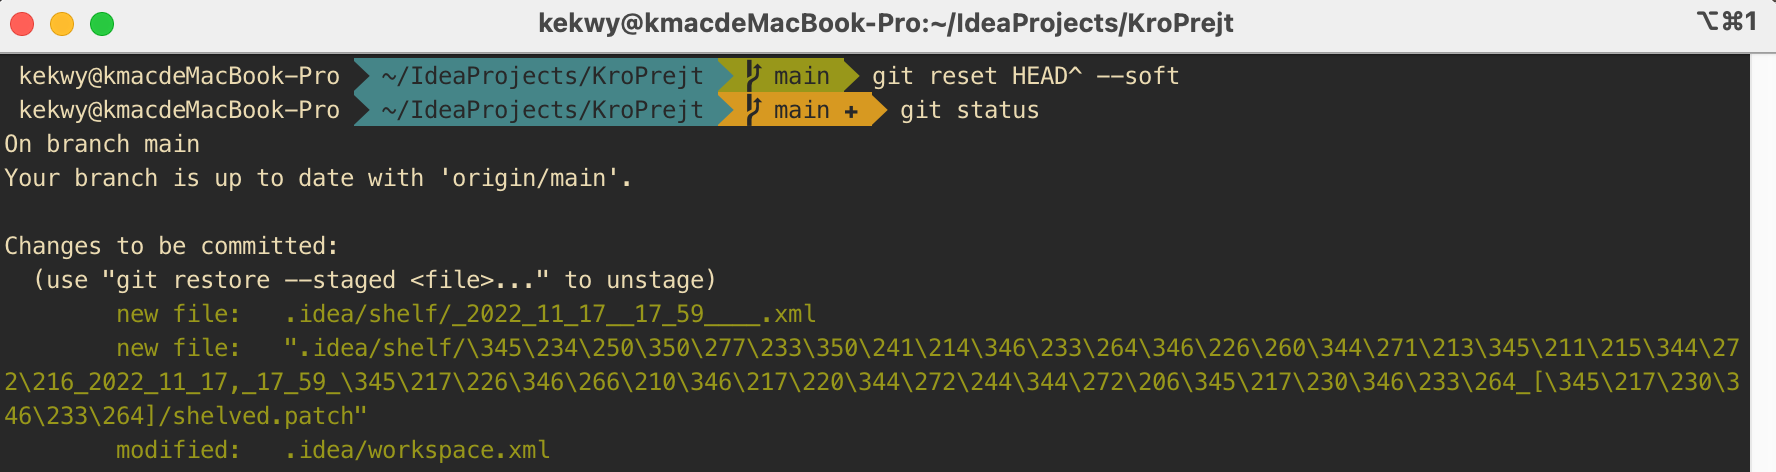 kekwy@kmacdeMacBook-Pro:~/IdeaProjects/KroPrejt ⌥⌘1
kekwy@kmacdeMacBook-Pro ~/IdeaProjects/KroPrejt main git reset HEAD^ --soft
kekwy@kmacdeMacBook-Pro ~/IdeaProjects/KroPrejt main + git status
On branch main
Your branch is up to date with 'origin/main'.
Changes to be committed:
(use "git restore --staged <file>..." to unstage)
new file: .idea/shelf/_2022_11_17__17_59____.xml
new file: ".idea/shelf/\345\234\250\350\277\233\350\241\214\346\233\264\346\226\260\344\271\213\345\211\215\344\27
2\216_2022_11_17,_17_59_\345\217\226\346\266\210\346\217\220\344\272\244\344\272\206\345\217\230\346\233\264_[\345\217\230\3
46\233\264]/shelved.patch"
modified: .idea/workspace.xml